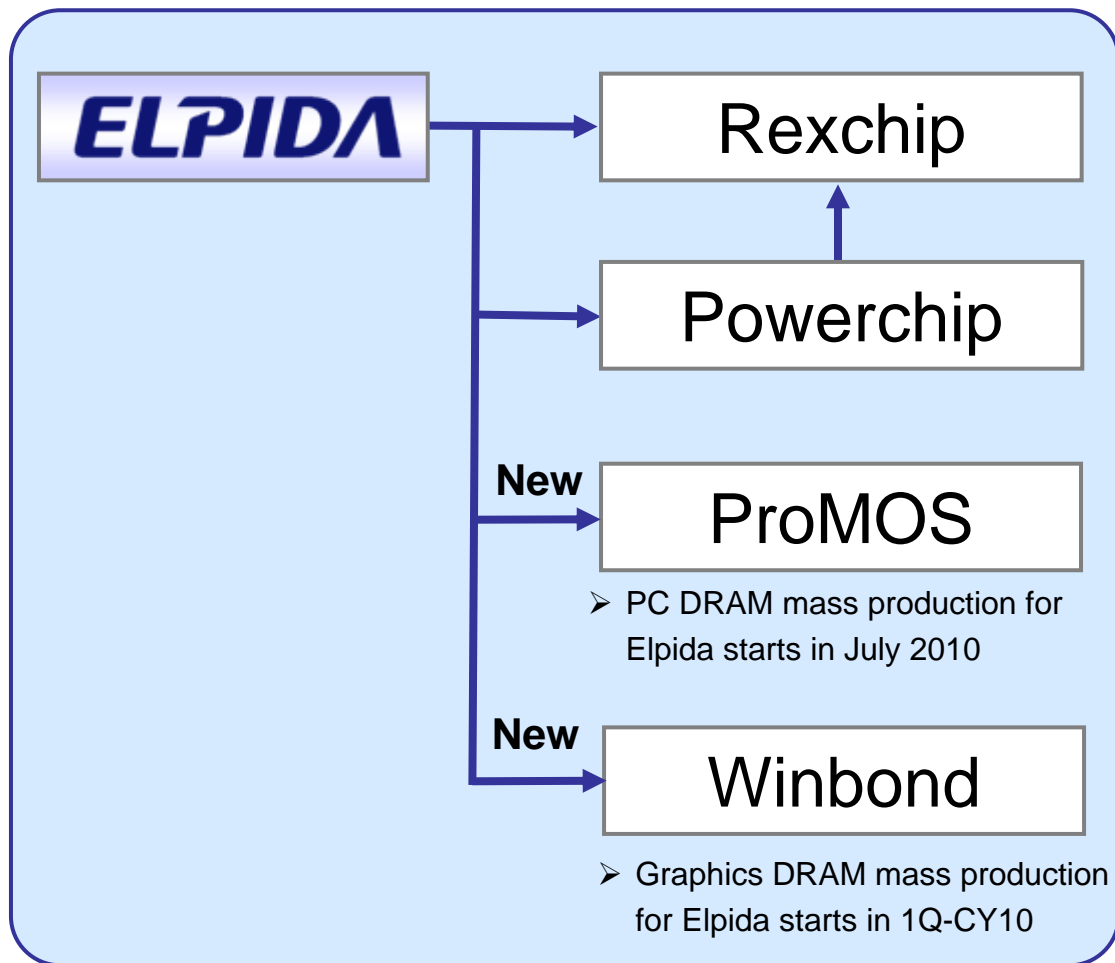 ELPIDA
Rexchip
Powerchip
New
ProMOS
➢ PC DRAM mass production for
Elpida starts in July 2010
New
Winbond
➢ Graphics DRAM mass production
for Elpida starts in 1Q-CY10